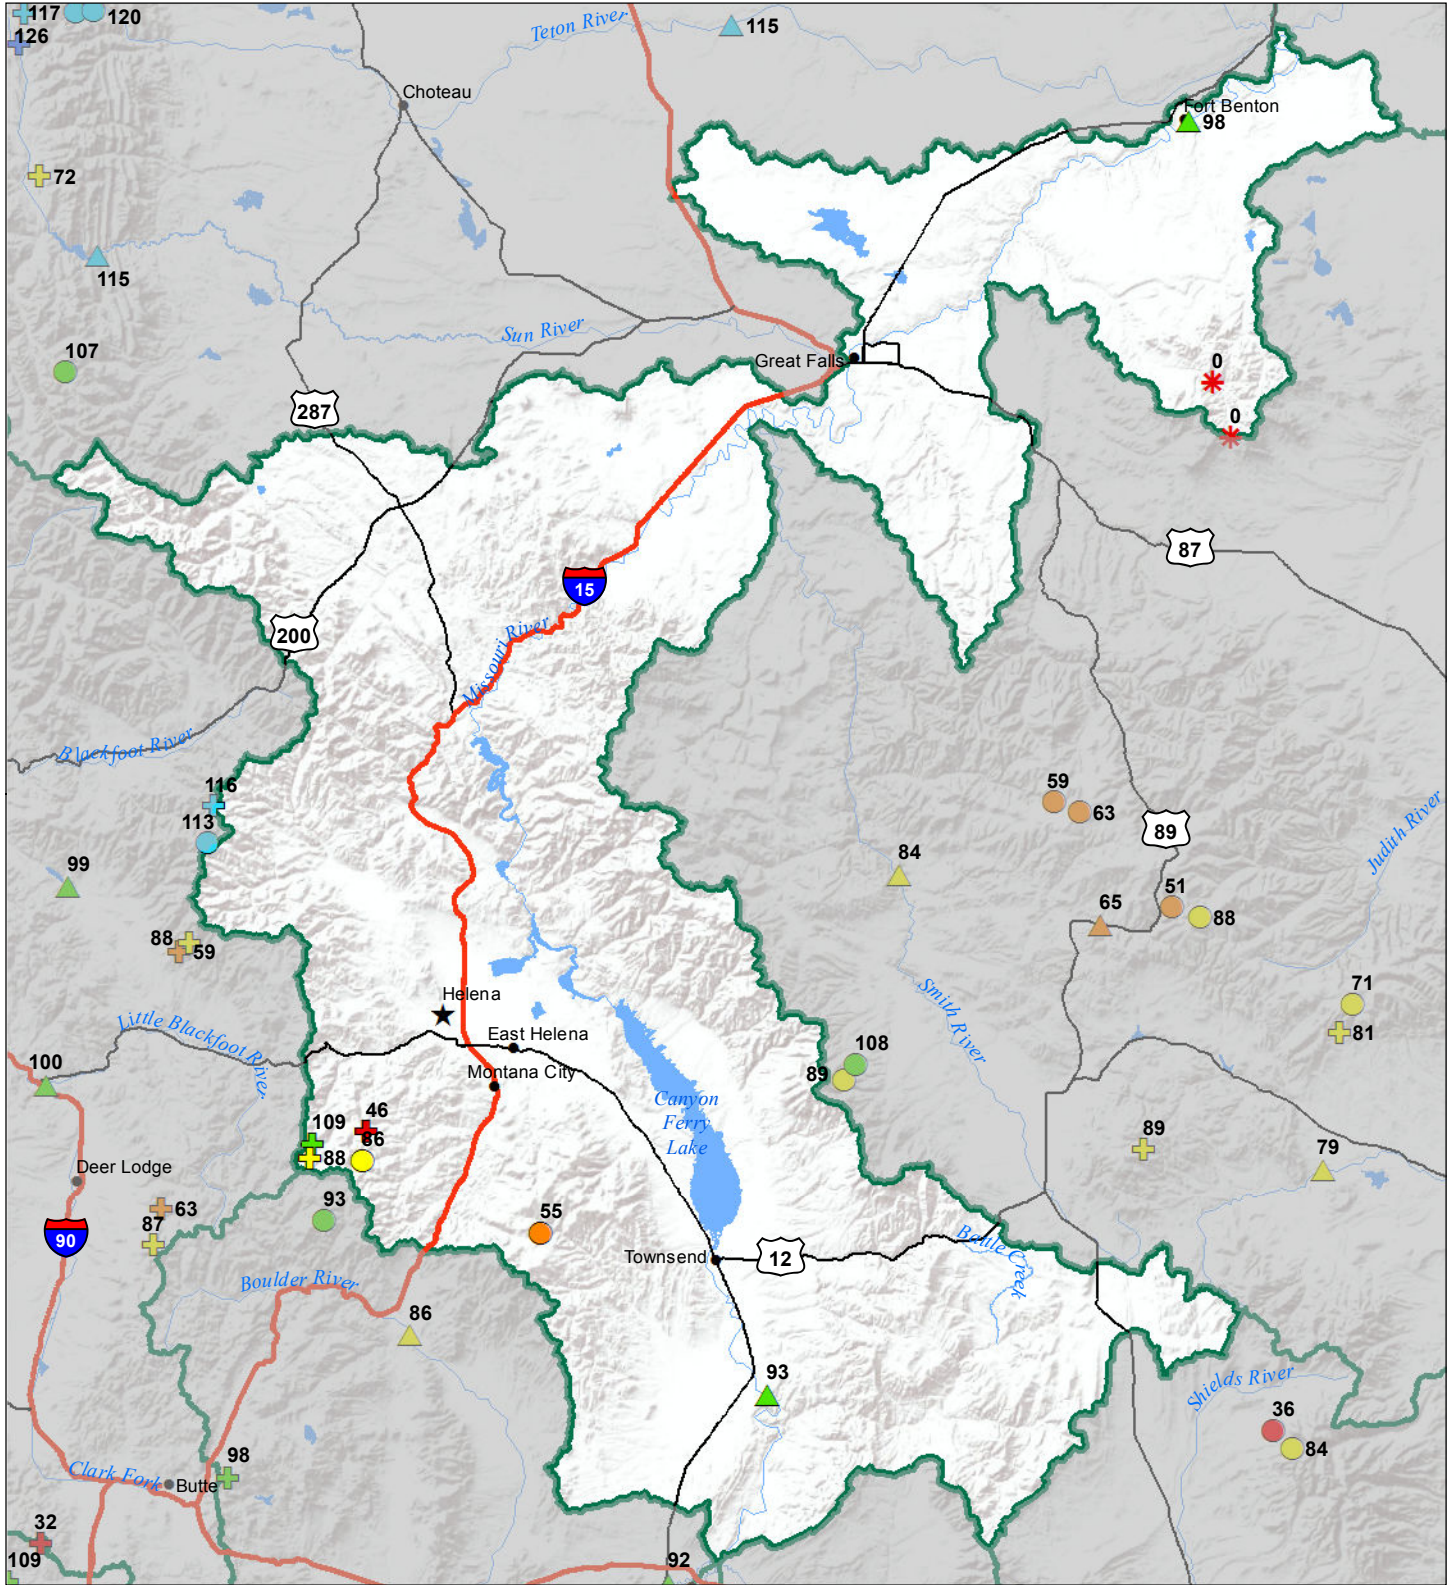 117
120
126
Teton River
115
Choteau
Fort Benton
98
72
115
Sun River
107
Great Falls
0
287
0
87
15
200
Missouri River
Blackfoot River
116
59
63
113
89
Judith River
84
99
51
65
88
88
59
71
Helena
Smith River
81
Little Blackfoot River
East Helena
108
100
Montana City
89
Canyon
Ferry
Lake
46
109
86
88
89
79
Deer Lodge
63
93
55
87
90
Townsend
12
Battle Creek
Boulder River
86
93
Shields River
36
84
98
Clark Fork
Butte
32
109
92